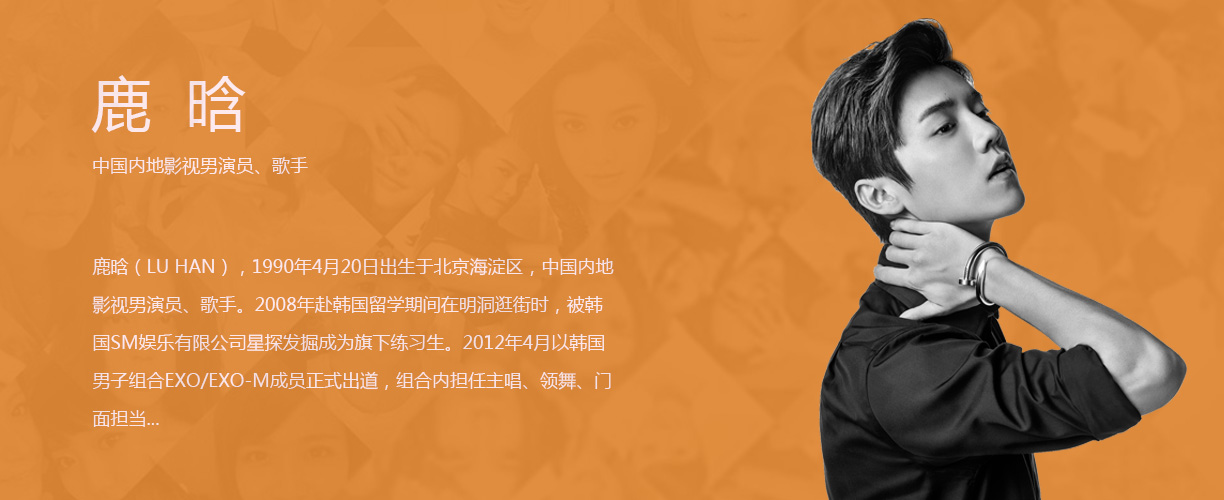 鹿 晗
中国内地影视男演员、歌手
鹿晗（LU HAN），1990年4月20日出生于北京海淀区，中国内地
影视男演员、歌手。2008年赴韩国留学期间在明洞逛街时，被韩
国SM娱乐有限公司星探发掘成为旗下练习生。2012年4月以韩国
男子组合EXO/EXO-M成员正式出道，组合内担任主唱、领舞、门
面担当...